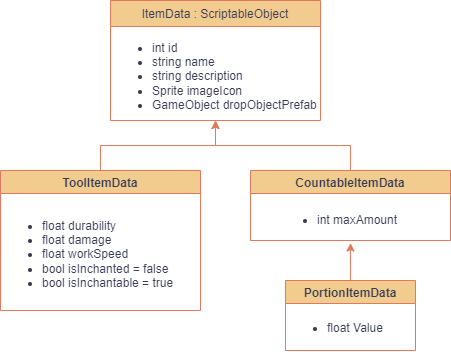 ItemData : ScriptableObject
• int id
• string name
• string description
• Sprite imageIcon
• GameObject dropObjectPrefab
ToolItemData
• float durability
• float damage
• float workSpeed
• bool isInchanted = false
• bool isInchantable = true
CountableItemData
• int maxAmount
PortionItemData
• float Value